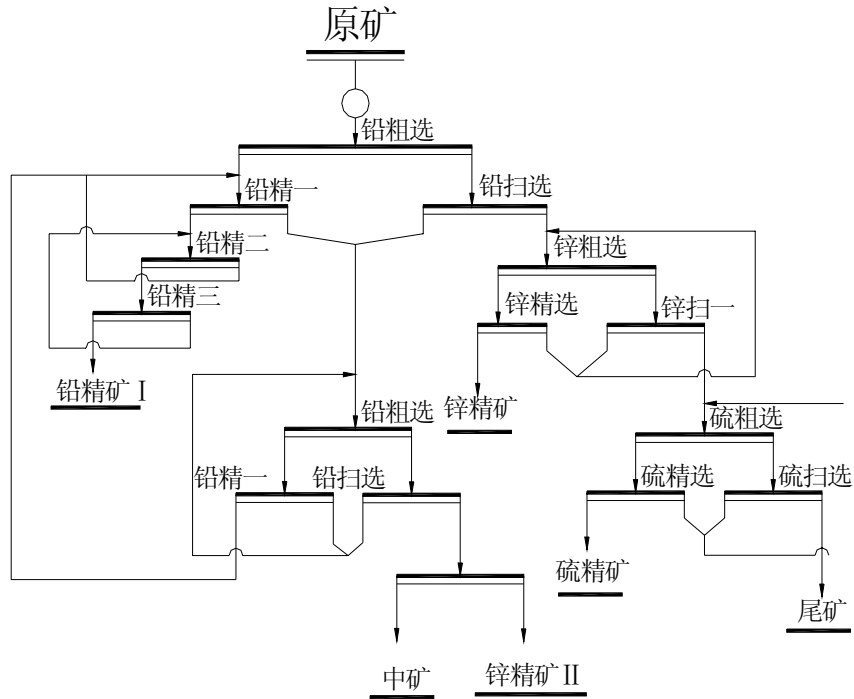 原矿
铅粗选
铅精一
铅扫选
铅精二
锌粗选
铅精三
锌精选
锌扫一
铅精矿Ⅰ
锌精矿
铅粗选
硫粗选
铅精一
铅扫选
硫精选
硫扫选
硫精矿
尾矿
中矿
锌精矿Ⅱ